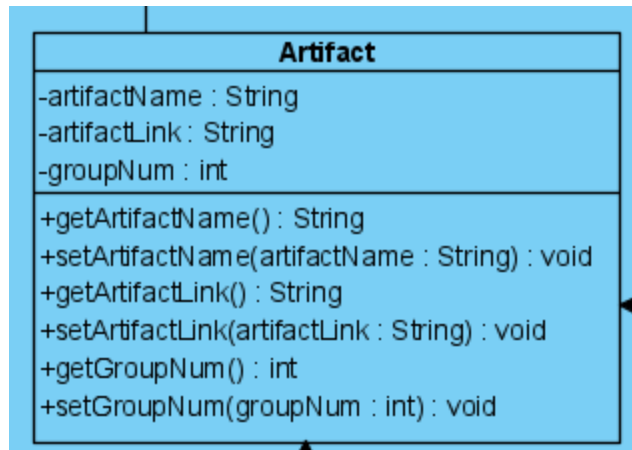 Artifact
-artifactName : String
-artifactLink : String
-groupNum : int
+getArtifactName() : String
+setArtifactName(artifactName : String) : void
+getArtifactLink() : String
+setArtifactLink(artifactLink : String) : void
+getGroupNum() : int
+setGroupNum(groupNum : int) : void